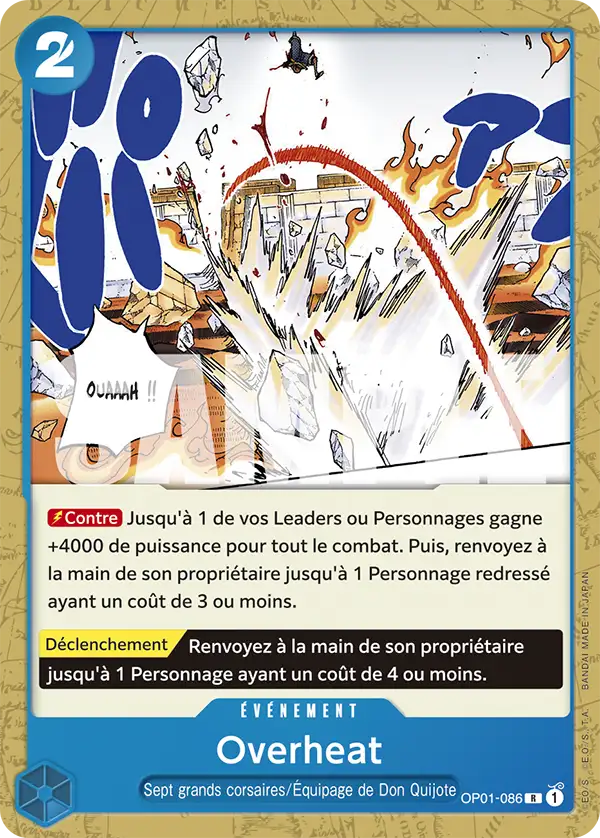 DLICHES EISMEER
2
OUAAAH !!
Contre Jusqu'à 1 de vos Leaders ou Personnages gagne
+4000 de puissance pour tout le combat. Puis, renvoyez à
la main de son propriétaire jusqu'à 1 Personnage redressé
ayant un coût de 3 ou moins.
Déclenchement Renvoyez à la main de son propriétaire
jusqu'à 1 Personnage ayant un coût de 4 ou moins.
ÉVÉNEMENT
Overheat
Sept grands corsaires/Équipage de Don Quijote
OP01-086 R 1
©E.O./S., ©E.O./S.,T.A. BANDAI MADE IN JAPAN